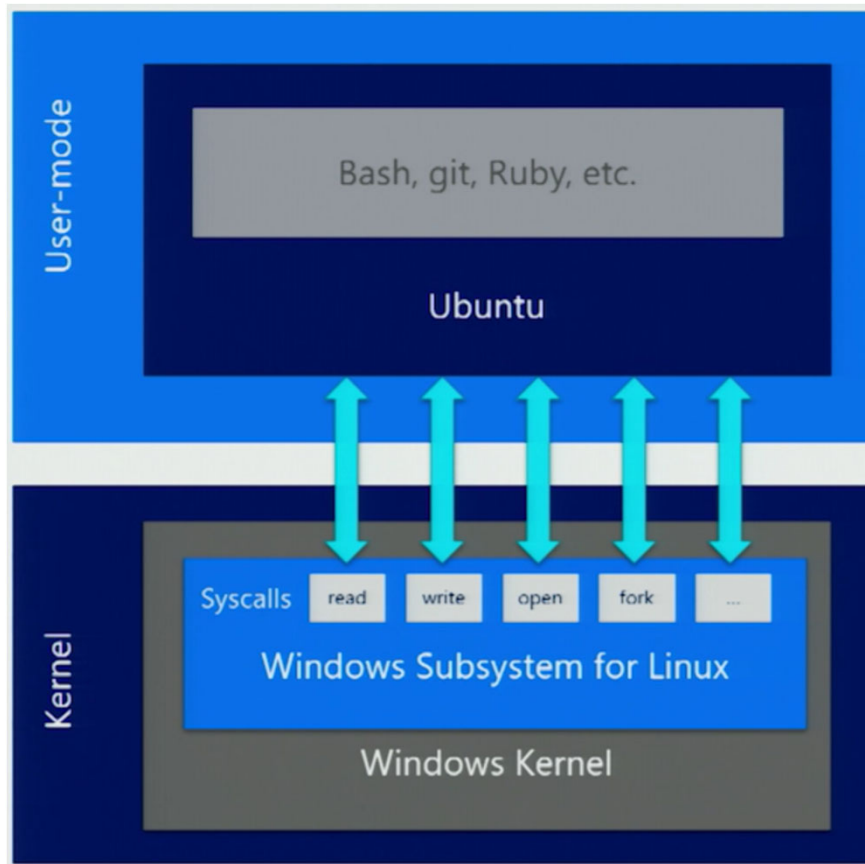 User-mode
Bash, git, Ruby, etc.
Ubuntu
Kernel
Syscalls
read
write
open
fork
...
Windows Subsystem for Linux
Windows Kernel